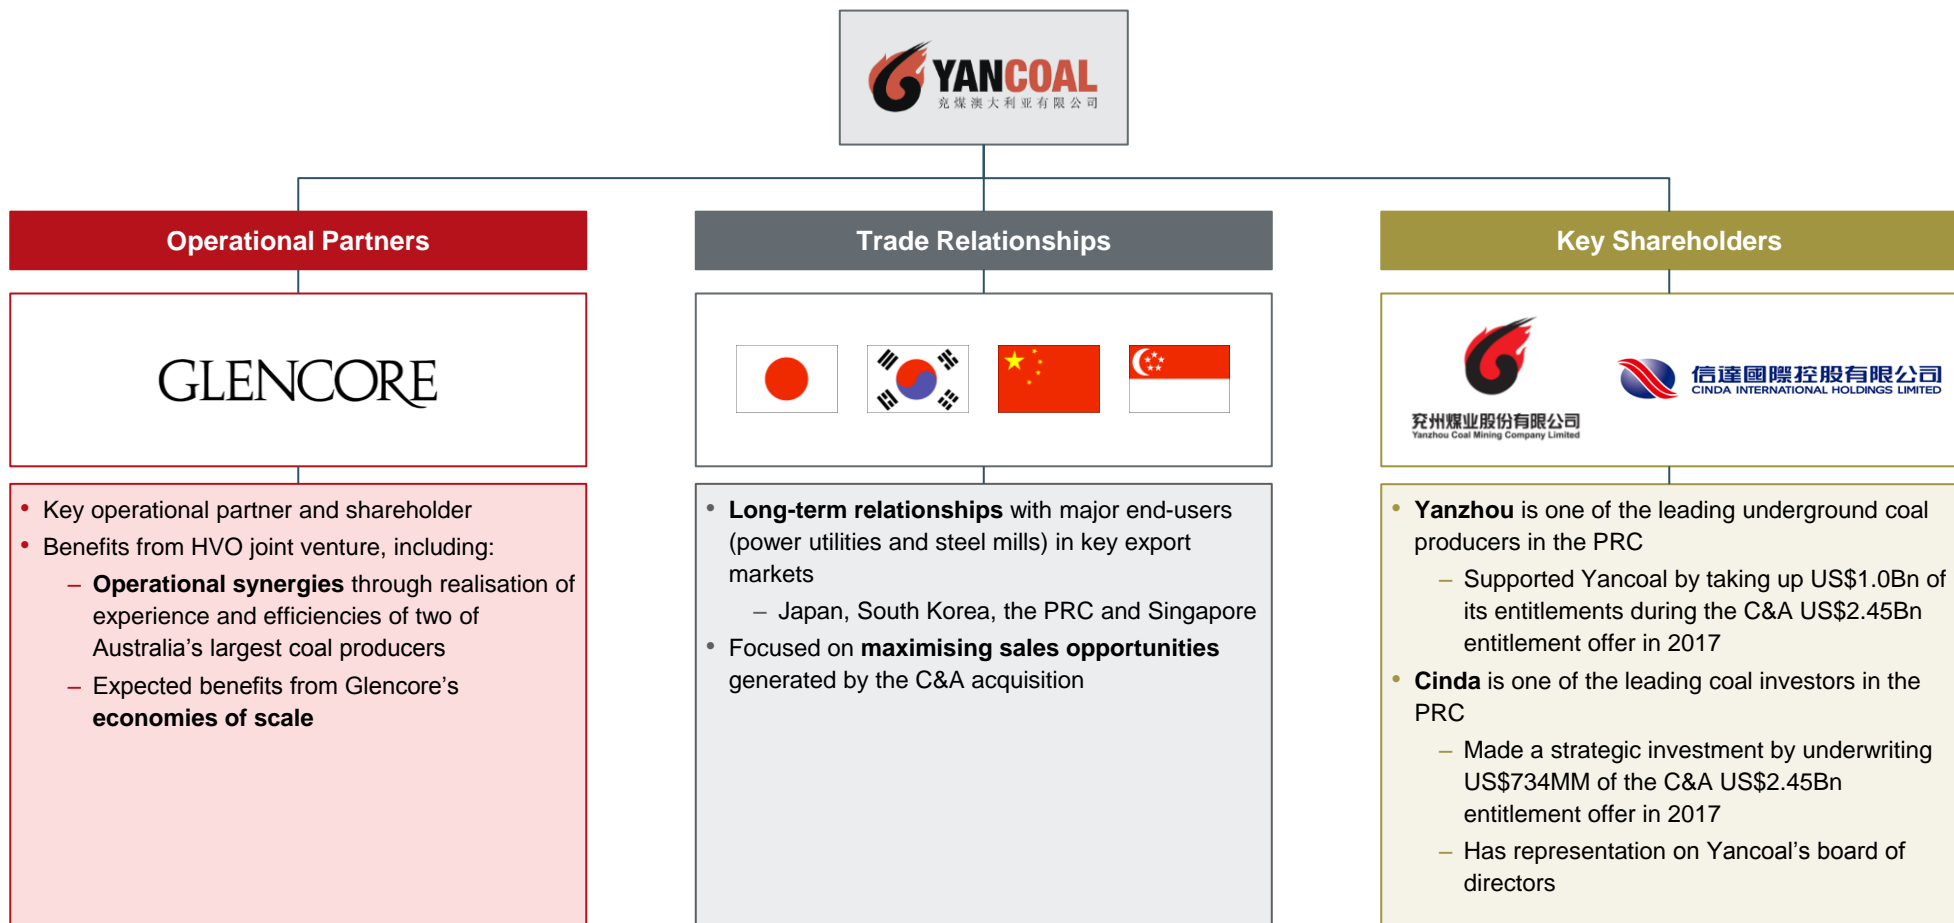 YANCOAL
兖煤澳大利亚有限公司
Operational Partners
GLENCORE
• Key operational partner and shareholder
• Benefits from HVO joint venture, including:
– Operational synergies through realisation of
experience and efficiencies of two of
Australia’s largest coal producers
– Expected benefits from Glencore’s
economies of scale
Trade Relationships
• Long-term relationships with major end-users
(power utilities and steel mills) in key export
markets
– Japan, South Korea, the PRC and Singapore
• Focused on maximising sales opportunities
generated by the C&A acquisition
Key Shareholders
兖州煤业股份有限公司
Yanzhou Coal Mining Company Limited
信達國際控股有限公司
CINDA INTERNATIONAL HOLDINGS LIMITED
• Yanzhou is one of the leading underground coal
producers in the PRC
– Supported Yancoal by taking up US$1.0Bn of
its entitlements during the C&A US$2.45Bn
entitlement offer in 2017
• Cinda is one of the leading coal investors in the
PRC
– Made a strategic investment by underwriting
US$734MM of the C&A US$2.45Bn
entitlement offer in 2017
– Has representation on Yancoal’s board of
directors